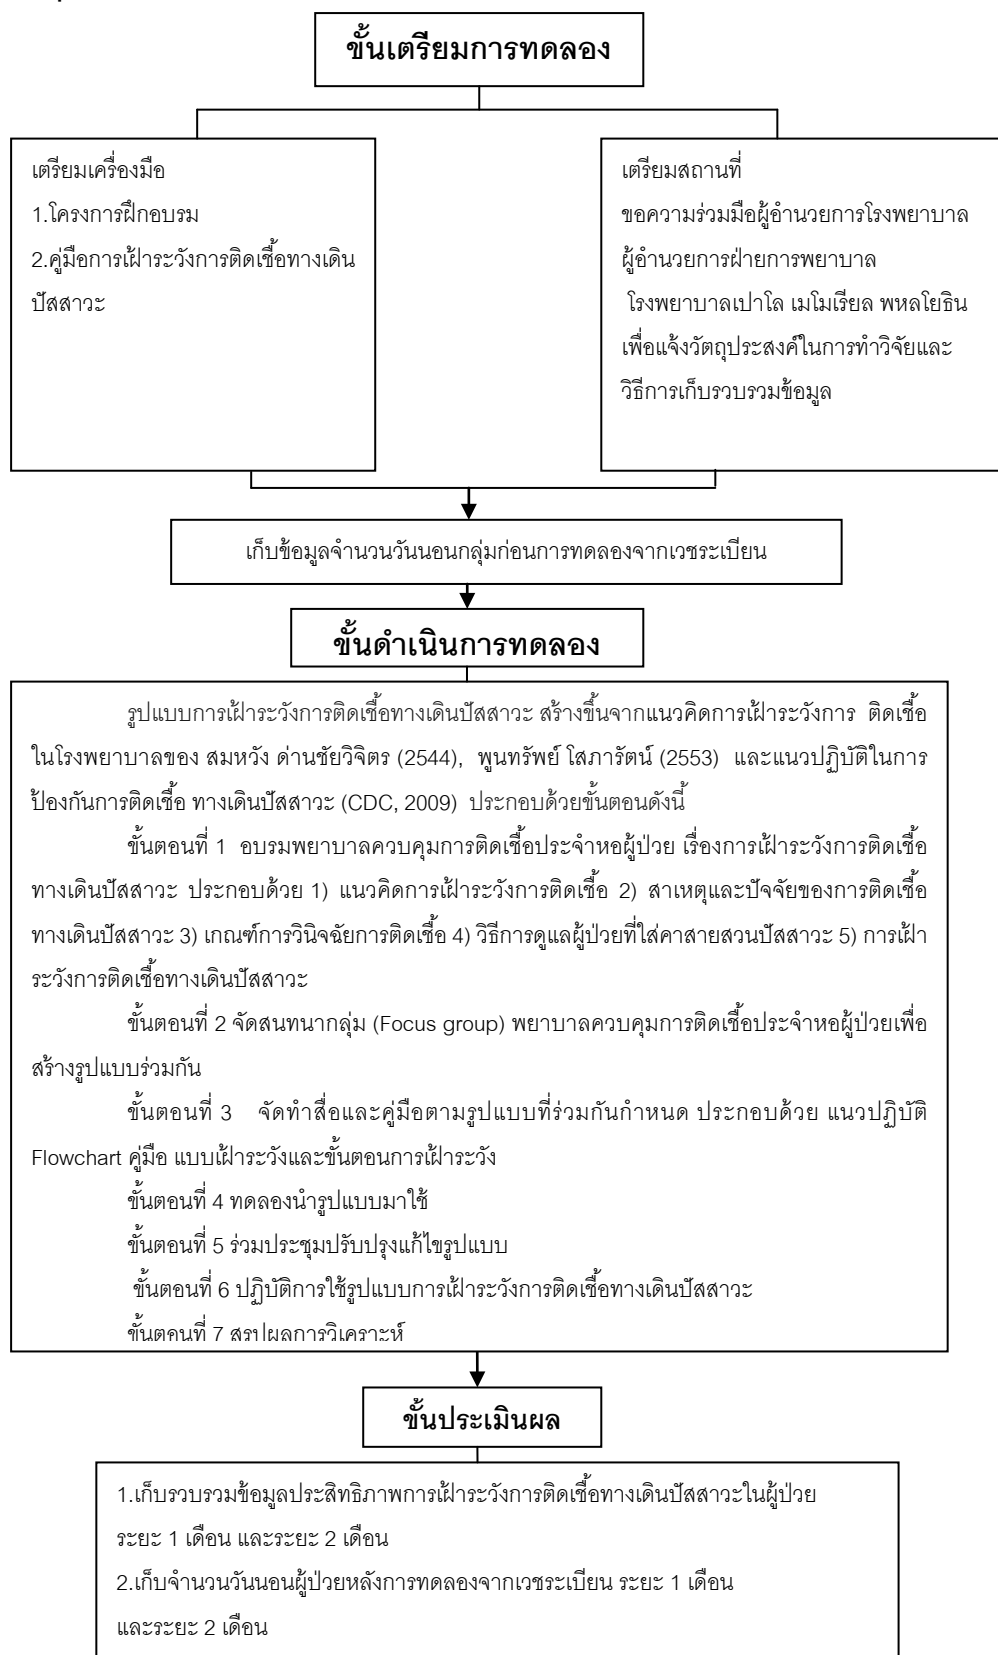 ขั้นเตรียมการทดลอง
เตรียมเครื่องมือ
1.โครงการฝึกอบรม
2.คู่มือการเฝ้าระวังการติดเชื้อทางเดิน
ปัสสาวะ
เตรียมสถานที่
ขอความร่วมมือผู้อำนวยการโรงพยาบาล
ผู้อำนวยการฝ่ายการพยาบาล
โรงพยาบาลเปาโล เมโมเรียล พหลโยธิน
เพื่อแจ้งวัตถุประสงค์ในการทำวิจัยและ
วิธีการเก็บรวบรวมข้อมูล
เก็บข้อมูลจำนวนวันนอนกลุ่มก่อนการทดลองจากเวชระเบียน
ขั้นดำเนินการทดลอง
รูปแบบการเฝ้าระวังการติดเชื้อทางเดินปัสสาวะ สร้างขึ้นจากแนวคิดการเฝ้าระวังการ ติดเชื้อ
ในโรงพยาบาลของ สมหวัง ด่านชัยวิจิตร (2544), พูนทรัพย์ โสภารัตน์ (2553) และแนวปฏิบัติในการ
ป้องกันการติดเชื้อ ทางเดินปัสสาวะ (CDC, 2009) ประกอบด้วยขั้นตอนดังนี้
ขั้นตอนที่ 1 อบรมพยาบาลควบคุมการติดเชื้อประจำหอผู้ป่วย เรื่องการเฝ้าระวังการติดเชื้อ
ทางเดินปัสสาวะ ประกอบด้วย 1) แนวคิดการเฝ้าระวังการติดเชื้อ 2) สาเหตุและปัจจัยของการติดเชื้อ
ทางเดินปัสสาวะ 3) เกณฑ์การวินิจฉัยการติดเชื้อ 4) วิธีการดูแลผู้ป่วยที่ใส่คาสายสวนปัสสาวะ 5) การเฝ้า
ระวังการติดเชื้อทางเดินปัสสาวะ
ขั้นตอนที่ 2 จัดสนทนากลุ่ม (Focus group) พยาบาลควบคุมการติดเชื้อประจำหอผู้ป่วยเพื่อ
สร้างรูปแบบร่วมกัน
ขั้นตอนที่ 3 จัดทำสื่อและคู่มือตามรูปแบบที่ร่วมกันกำหนด ประกอบด้วย แนวปฏิบัติ
Flowchart คู่มือ แบบเฝ้าระวังและขั้นตอนการเฝ้าระวัง
ขั้นตอนที่ 4 ทดลองนำรูปแบบมาใช้
ขั้นตอนที่ 5 ร่วมประชุมปรับปรุงแก้ไขรูปแบบ
ขั้นตอนที่ 6 ปฏิบัติการใช้รูปแบบการเฝ้าระวังการติดเชื้อทางเดินปัสสาวะ
ขั้นตอนที่ 7 สรุปผลการวิเคราะห์
ขั้นประเมินผล
1.เก็บรวบรวมข้อมูลประสิทธิภาพการเฝ้าระวังการติดเชื้อทางเดินปัสสาวะในผู้ป่วย
ระยะ 1 เดือน และระยะ 2 เดือน
2.เก็บจำนวนวันนอนผู้ป่วยหลังการทดลองจากเวชระเบียน ระยะ 1 เดือน
และระยะ 2 เดือน